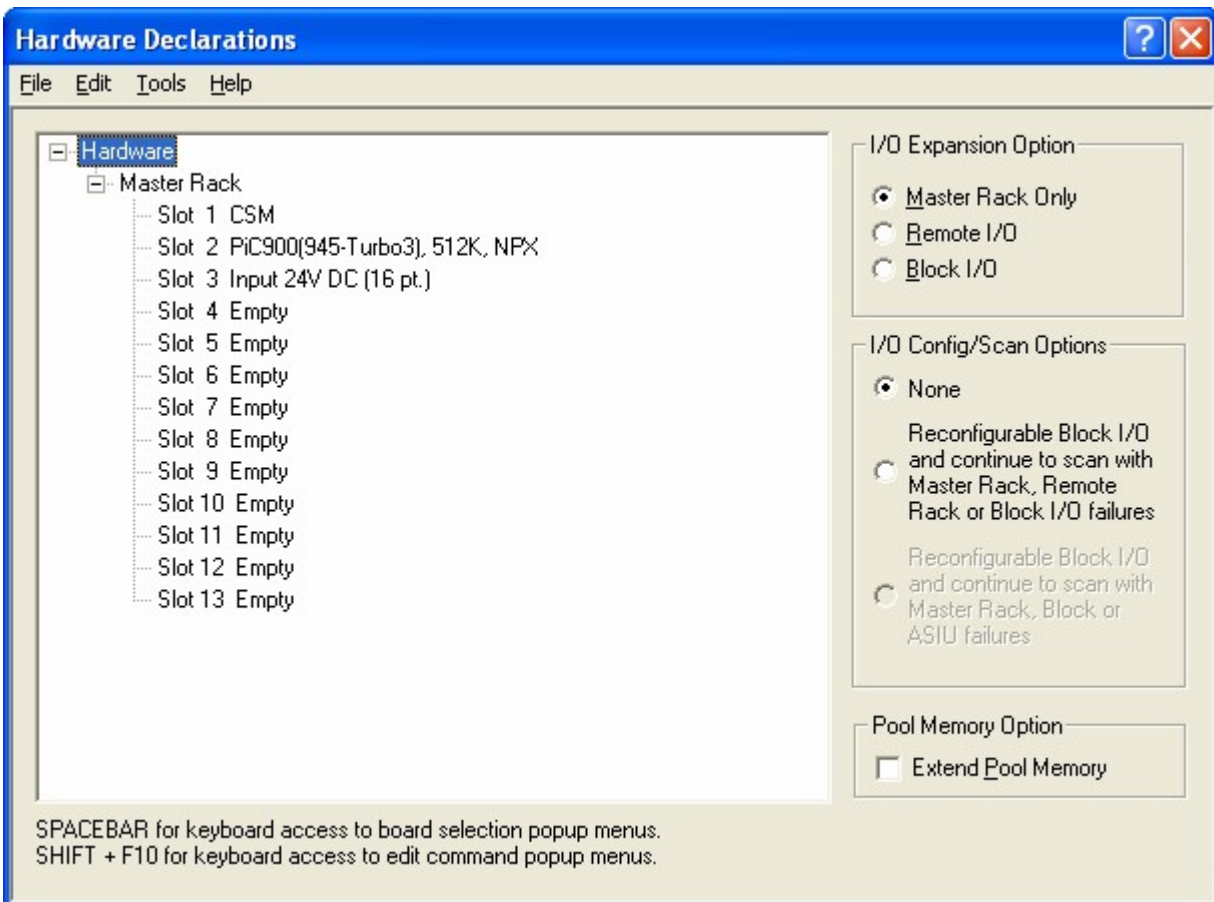 Hardware Declarations
File Edit Tools Help
Hardware
Master Rack
Slot 1 CSM
Slot 2 PiC900(945-Turbo3), 512K, NPX
Slot 3 Input 24V DC (16 pt.)
Slot 4 Empty
Slot 5 Empty
Slot 6 Empty
Slot 7 Empty
Slot 8 Empty
Slot 9 Empty
Slot 10 Empty
Slot 11 Empty
Slot 12 Empty
Slot 13 Empty
I/O Expansion Option
Master Rack Only
Remote I/O
Block I/O
I/O Config/Scan Options
None
Reconfigurable Block I/O
and continue to scan with
Master Rack, Remote
Rack or Block I/O failures
Reconfigurable Block I/O
and continue to scan with
Master Rack, Block or
ASIU failures
Pool Memory Option
Extend Pool Memory
SPACEBAR for keyboard access to board selection popup menus.
SHIFT + F10 for keyboard access to edit command popup menus.